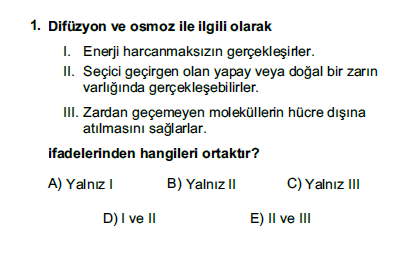 1. Difüzyon ve osmoz ile ilgili olarak
I. Enerji harcanmaksızın gerçekleşirler.
II. Seçici geçirgen olan yapay veya doğal bir zarın
varlığında gerçekleşebilirler.
III. Zardan geçemeyen moleküllerin hücre dışına
atılmasını sağlarlar.
ifadelerinden hangileri ortaktır?
A) Yalnız I B) Yalnız II C) Yalnız III
D) I ve II E) II ve III